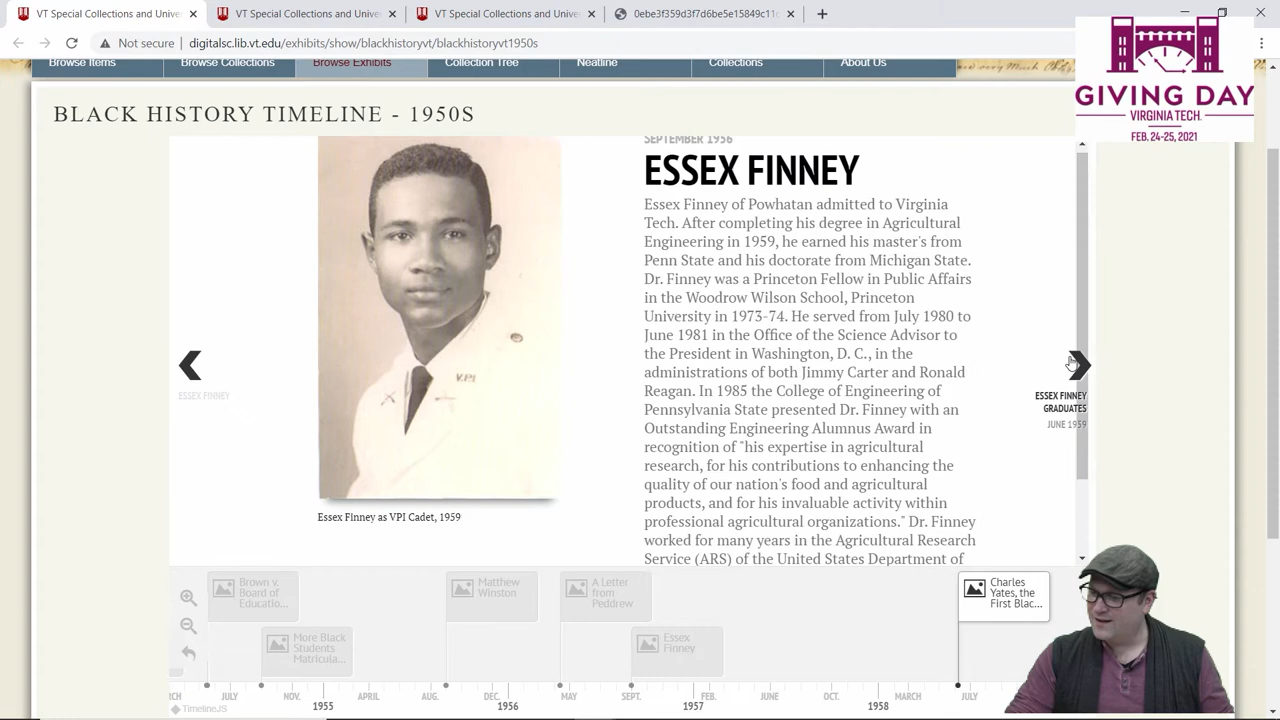 VT Special Collections and Univer
VT Special Collections and Univer
VT Special Collections and Univer
0ebe3f359d3f7d6be5e15849c11
Not secure
digitalsc.lib.vt.edu/exhibits/show/blackhistoryvt/blackhistoryvt1950s
Browse Items
Browse Collections
Browse Exhibits
Collection Tree
Neatline
Collections
About Us
GIVING DAY
VIRGINIA TECH.
FEB. 24-25, 2021
BLACK HISTORY TIMELINE - 1950S
SEPTEMBER 1956
ESSEX FINNEY
Essex Finney of Powhatan admitted to Virginia
Tech. After completing his degree in Agricultural
Engineering in 1959, he earned his master's from
Penn State and his doctorate from Michigan State.
Dr. Finney was a Princeton Fellow in Public Affairs
in the Woodrow Wilson School, Princeton
University in 1973-74. He served from July 1980 to
June 1981 in the Office of the Science Advisor to
the President in Washington, D. C., in the
administrations of both Jimmy Carter and Ronald
Reagan. In 1985 the College of Engineering of
Pennsylvania State presented Dr. Finney with an
Outstanding Engineering Alumnus Award in
recognition of "his expertise in agricultural
research, for his contributions to enhancing the
quality of our nation's food and agricultural
products, and for his invaluable activity within
professional agricultural organizations." Dr. Finney
worked for many years in the Agricultural Research
Service (ARS) of the United States Department of
V.P.I.
Essex Finney as VPI Cadet, 1959
ESSEX FINNEY
ESSEX FINNEY
GRADUATES
JUNE 1959
Brown v.
Board of
Educatio...
More Black
Students
Matricula...
Matthew
Winston
A Letter
from
Peddrew
Essex
Finney
Charles
Yates, the
First Blac...
RCH
JULY
NOV.
APRIL
AUG.
DEC.
MAY
SEPT.
FEB.
JUNE
OCT.
MARCH
JULY
1955
1956
1957
1958
TimelineJS